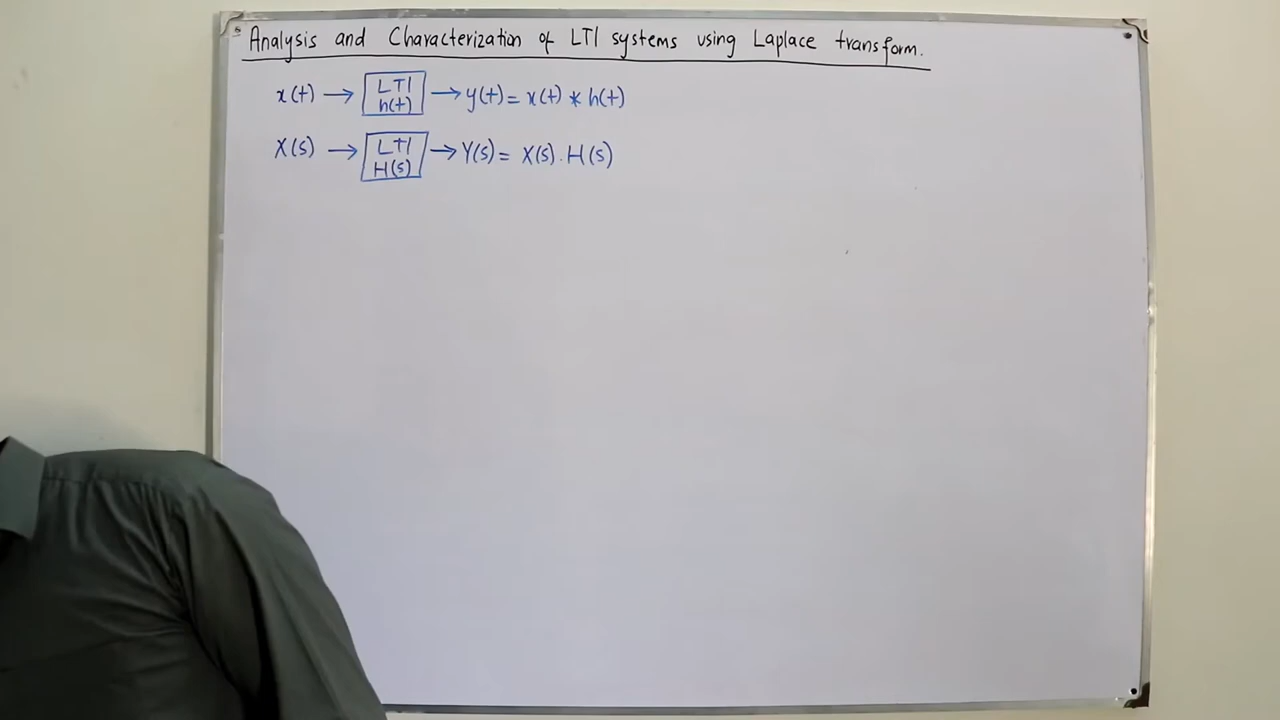 Analysis and Characterization of LTI systems using Laplace transform.
x(t) → LTI h(t) → y(t) = x(t) * h(t)
X(s) → LTI H(s) → Y(s) = X(s) . H(s)